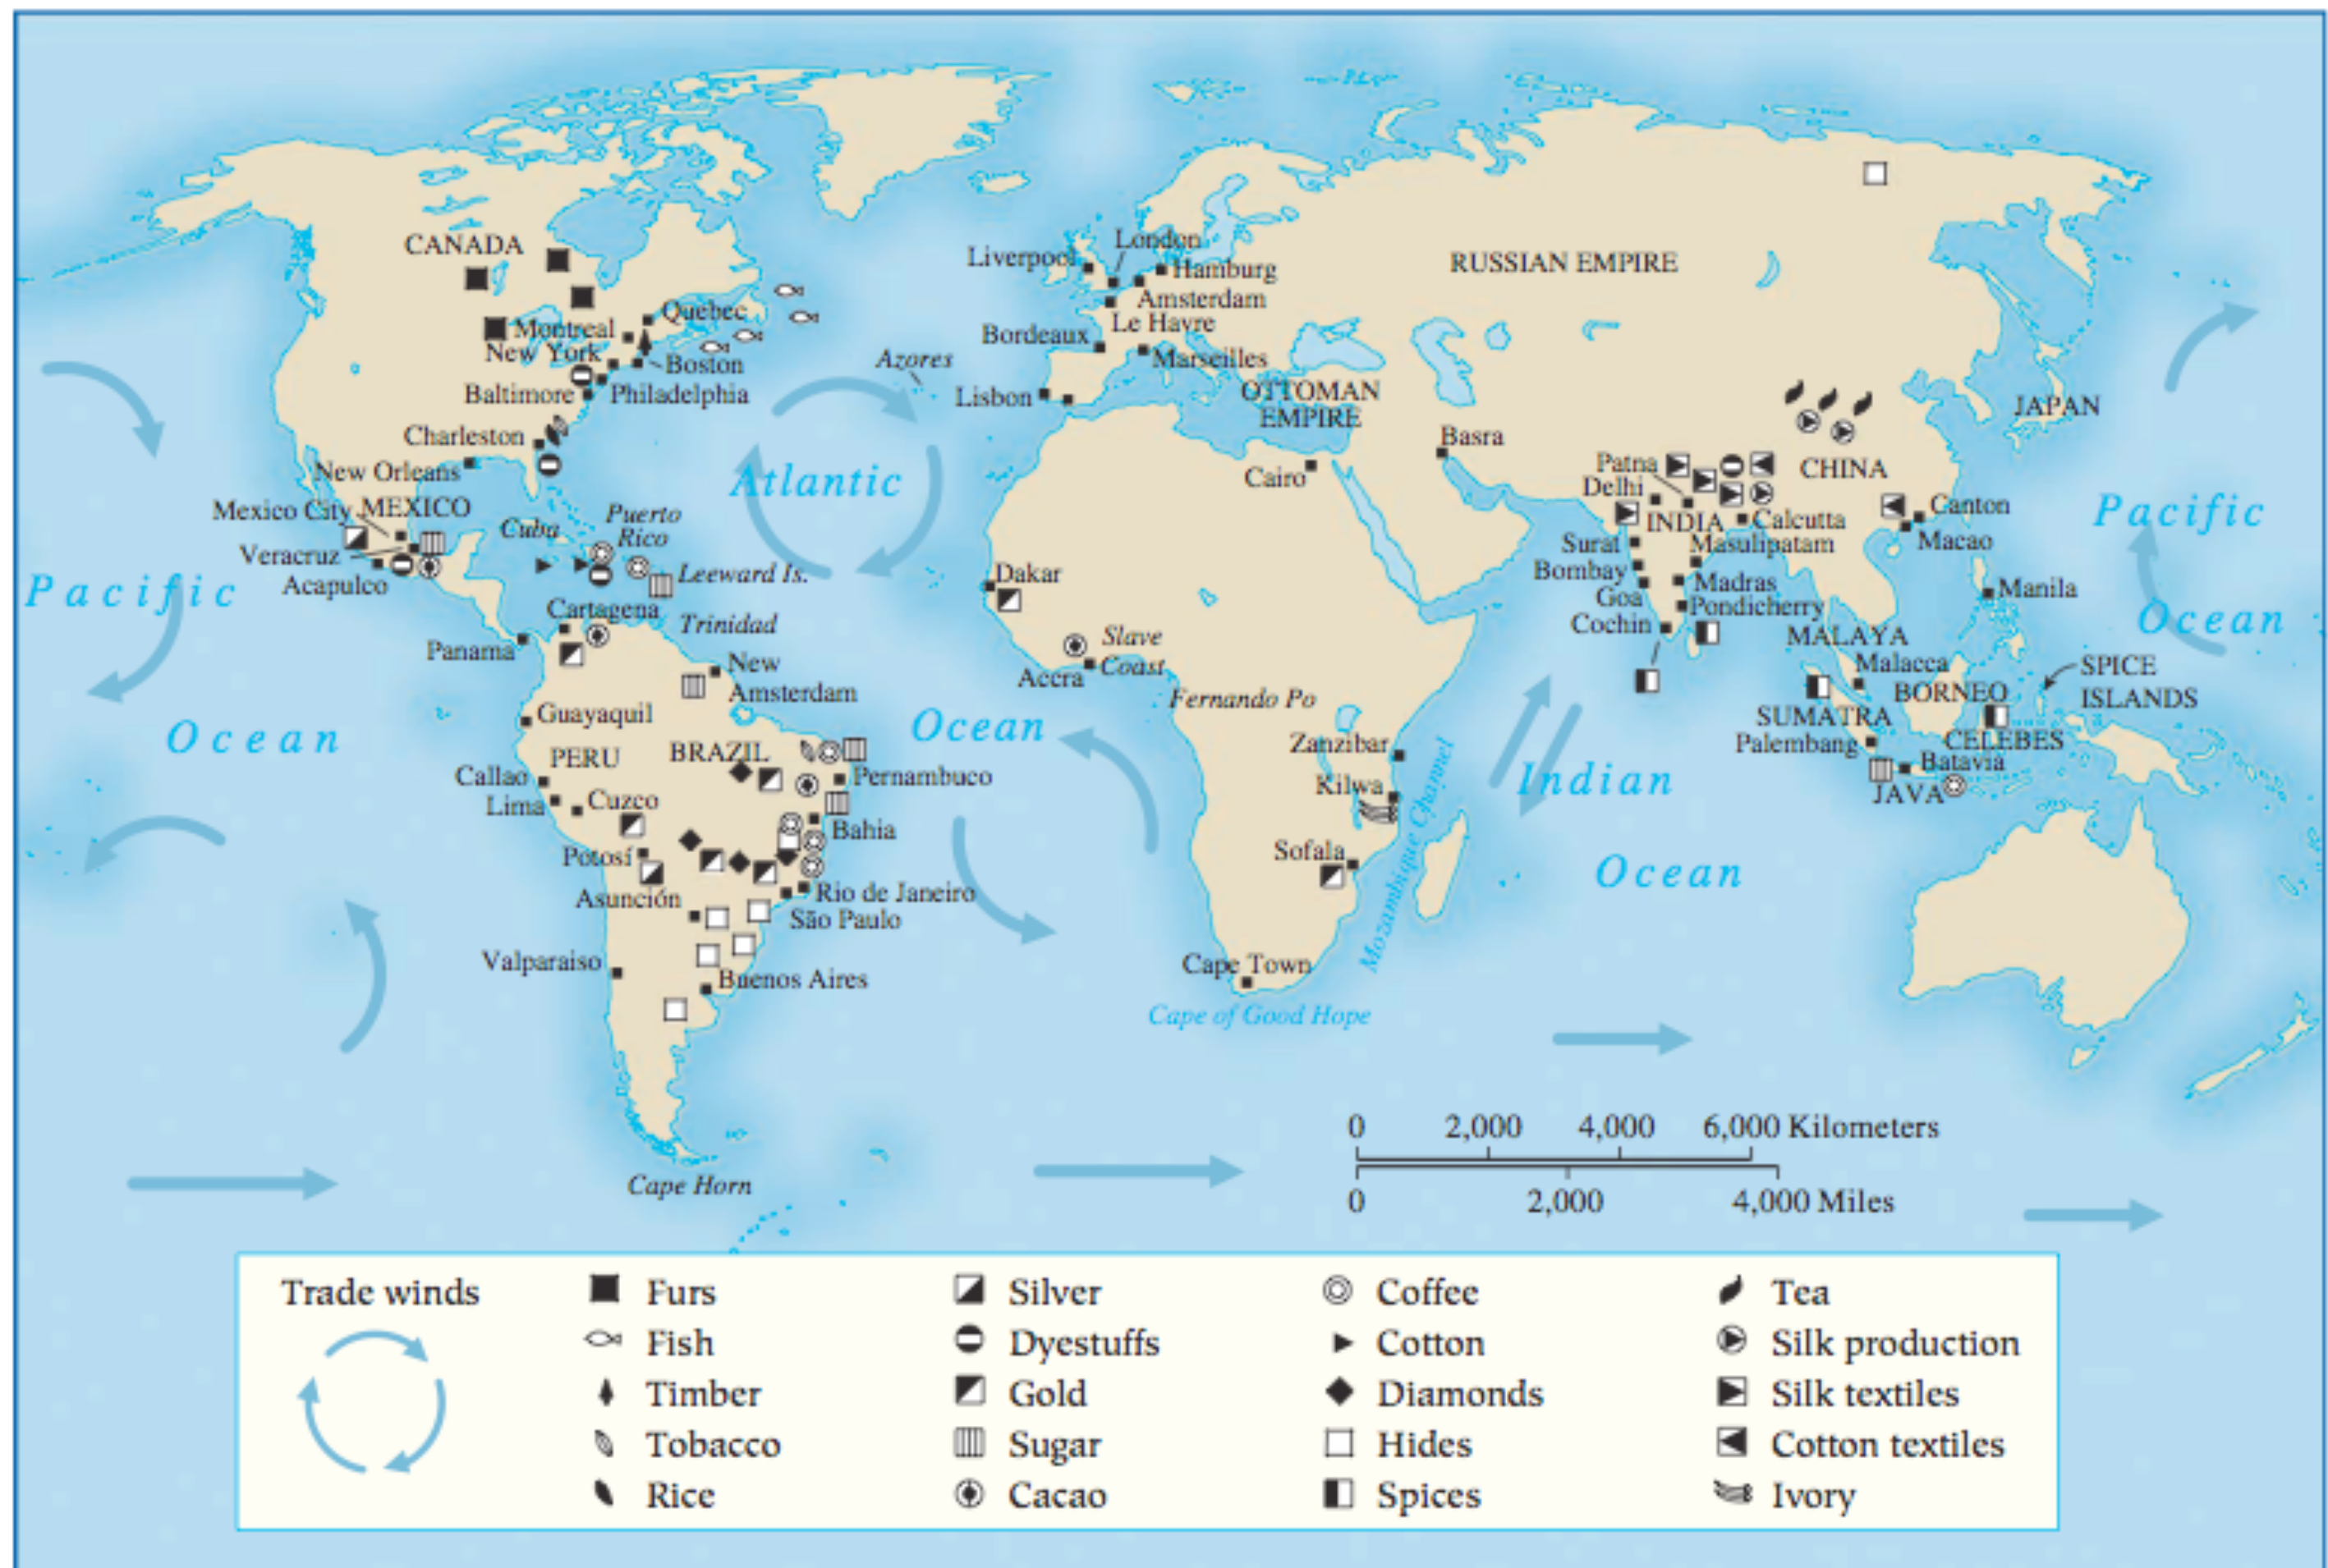 CANADA
Quebec
Montreal
New York
Boston
Baltimore
Philadelphia
Charleston
New Orleans
Mexico City
MEXICO
Veracruz
Acapulco
Cuba
Puerto
Rico
Leeward Is.
Cartagena
Trinidad
Panama
New
Amsterdam
Guayaquil
PERU
BRAZIL
Callao
Lima
Cuzco
Pernambuco
Bahia
Potosí
Asunción
Rio de Janeiro
São Paulo
Valparaiso
Buenos Aires
Cape Horn
Pacific
Ocean
Azores
Atlantic
Ocean
Liverpool
London
Hamburg
Amsterdam
Le Havre
Bordeaux
Marseilles
Lisbon
OTTOMAN
EMPIRE
RUSSIAN EMPIRE
Cairo
Basra
Dakar
Slave
Coast
Accra
Fernando Po
Zanzibar
Kilwa
Sofala
Mozambique Channel
Cape Town
Cape of Good Hope
Patna
Delhi
INDIA
Calcutta
Surat
Masulipatam
Bombay
Madras
Goa
Pondicherry
Cochin
CHINA
JAPAN
Canton
Macao
Manila
MALAYA
Malacca
BORNEO
SPICE
ISLANDS
SUMATRA
Palembang
CELEBES
Batavia
JAVA
Indian
Ocean
Pacific
Ocean
0 2,000 4,000 6,000 Kilometers
0 2,000 4,000 Miles
Trade winds
Furs
Fish
Timber
Tobacco
Rice
Silver
Dyestuffs
Gold
Sugar
Cacao
Coffee
Cotton
Diamonds
Hides
Spices
Tea
Silk production
Silk textiles
Cotton textiles
Ivory